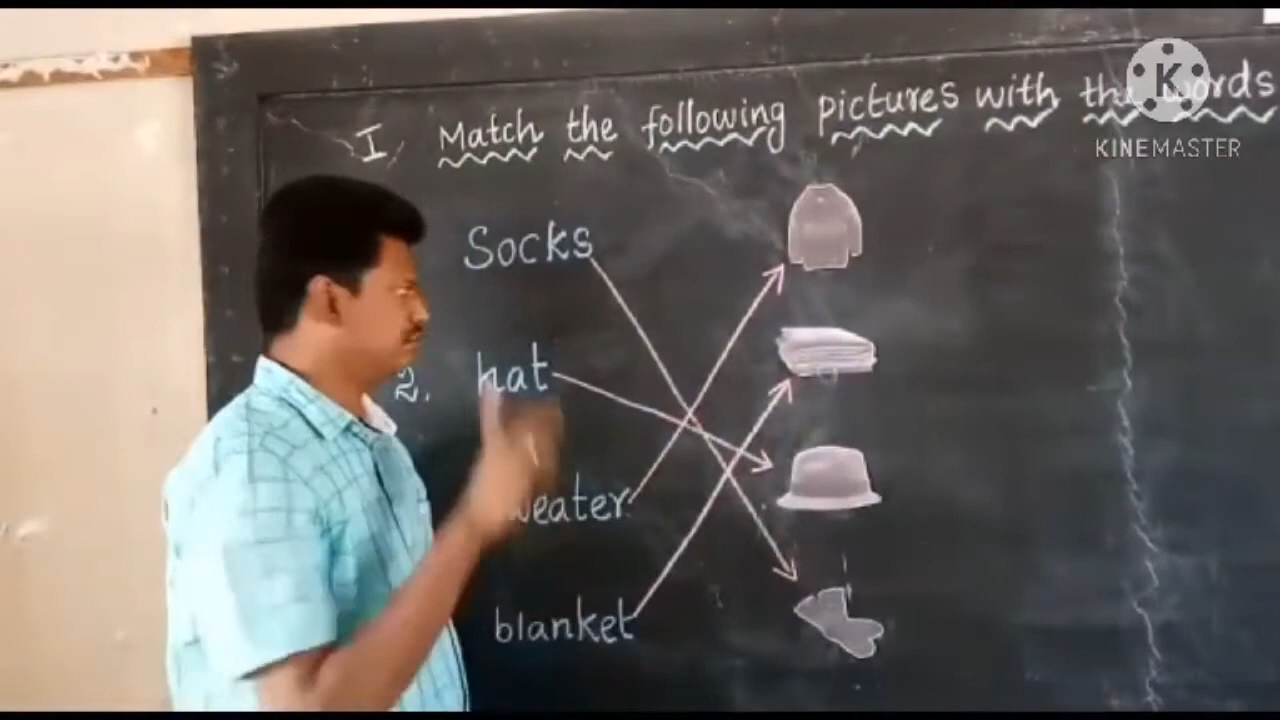 I, Match the following pictures with the words
K
KINEMASTER
Socks
2. hat
weater
blanket